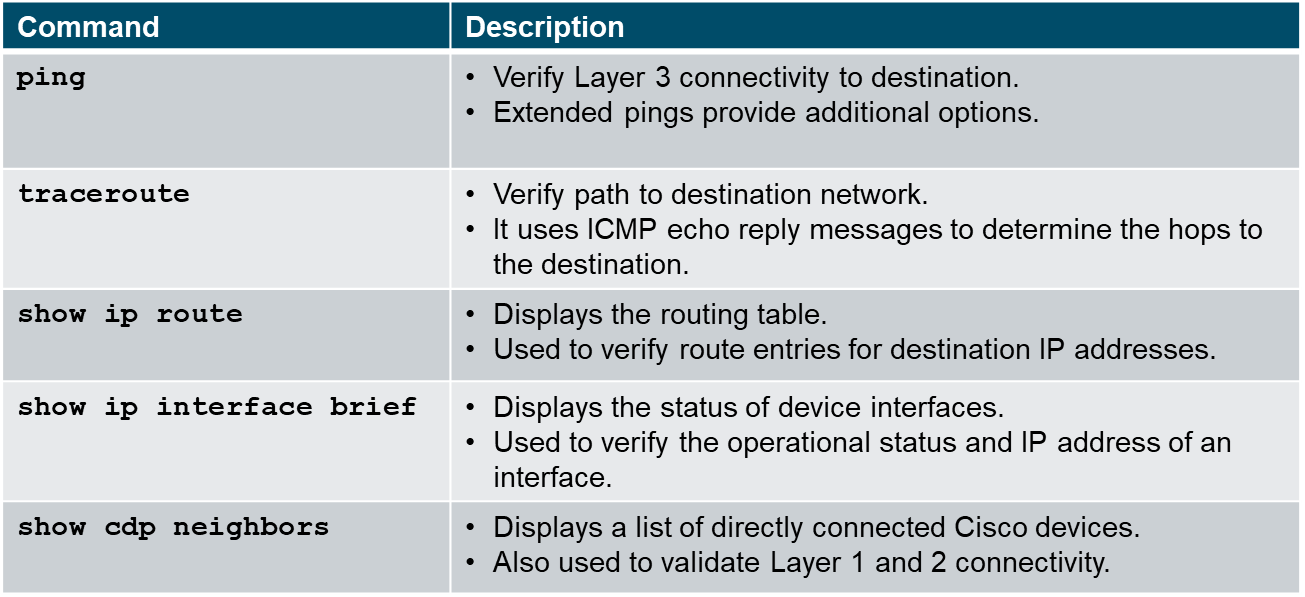 Command
Description
ping
• Verify Layer 3 connectivity to destination.
• Extended pings provide additional options.
traceroute
• Verify path to destination network.
• It uses ICMP echo reply messages to determine the hops to
the destination.
show ip route
• Displays the routing table.
• Used to verify route entries for destination IP addresses.
show ip interface brief
• Displays the status of device interfaces.
• Used to verify the operational status and IP address of an
interface.
show cdp neighbors
• Displays a list of directly connected Cisco devices.
• Also used to validate Layer 1 and 2 connectivity.